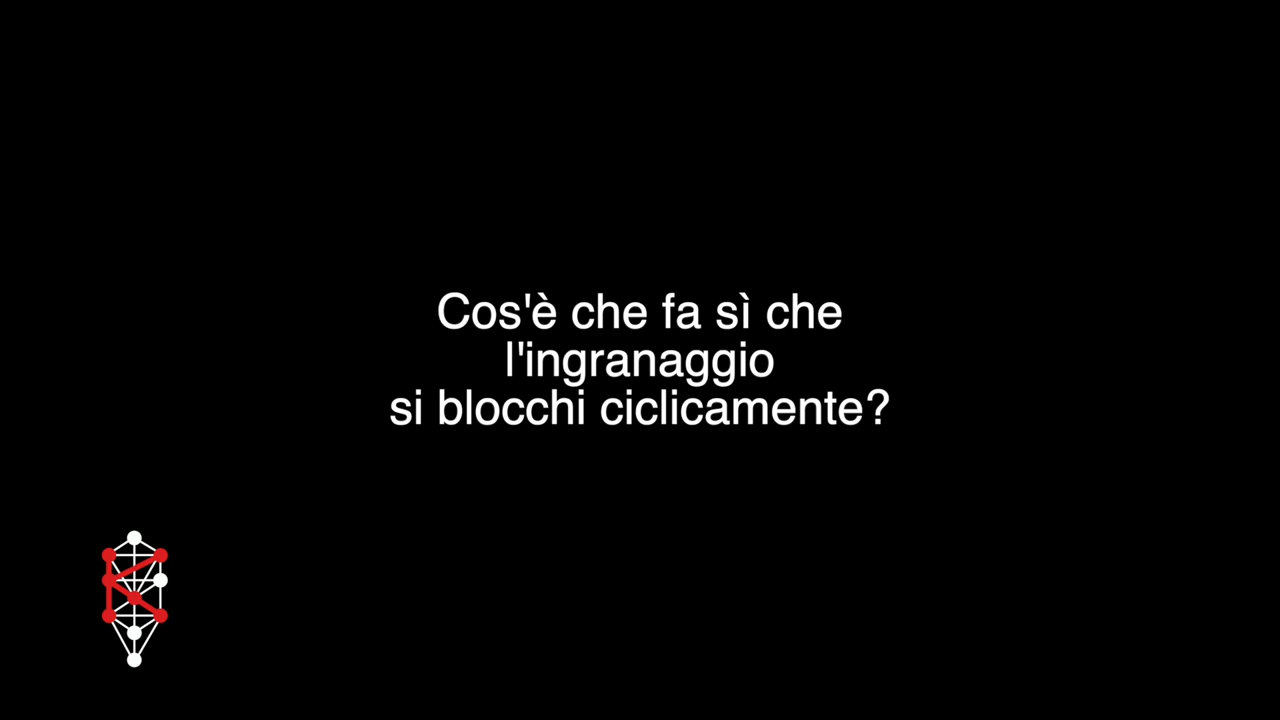 Cos'è che fa sì che
l'ingranaggio
si blocchi ciclicamente?